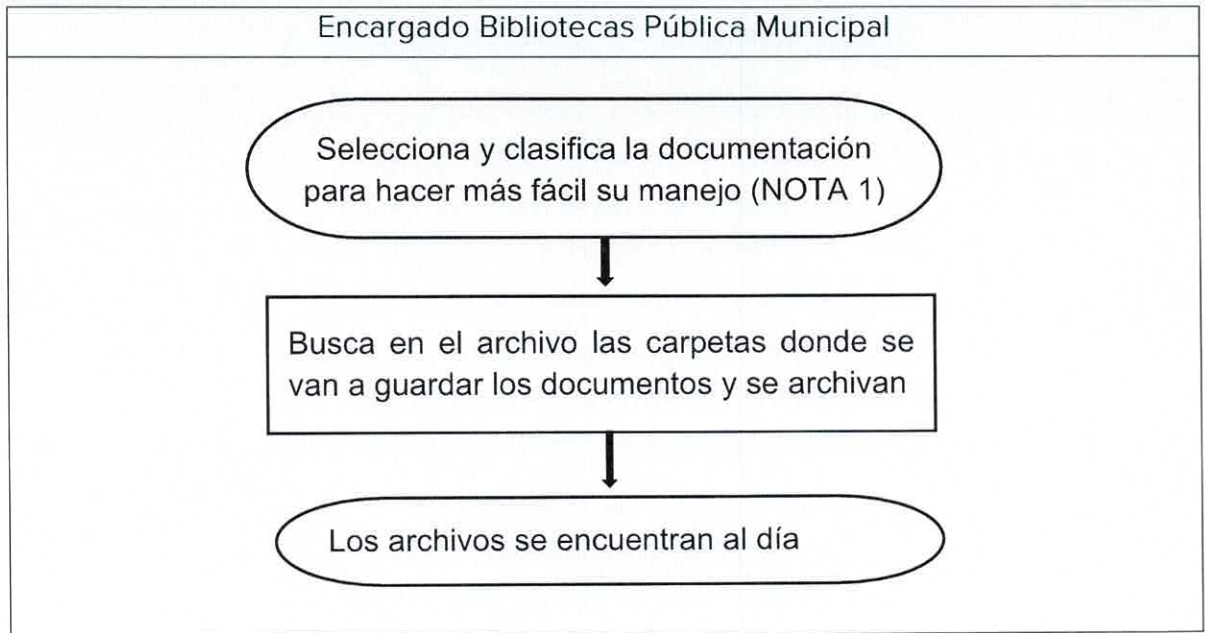 Encargado Bibliotecas Pública Municipal
Selecciona y clasifica la documentación
para hacer más fácil su manejo (NOTA 1)
Busca en el archivo las carpetas donde se
van a guardar los documentos y se archivan
Los archivos se encuentran al día